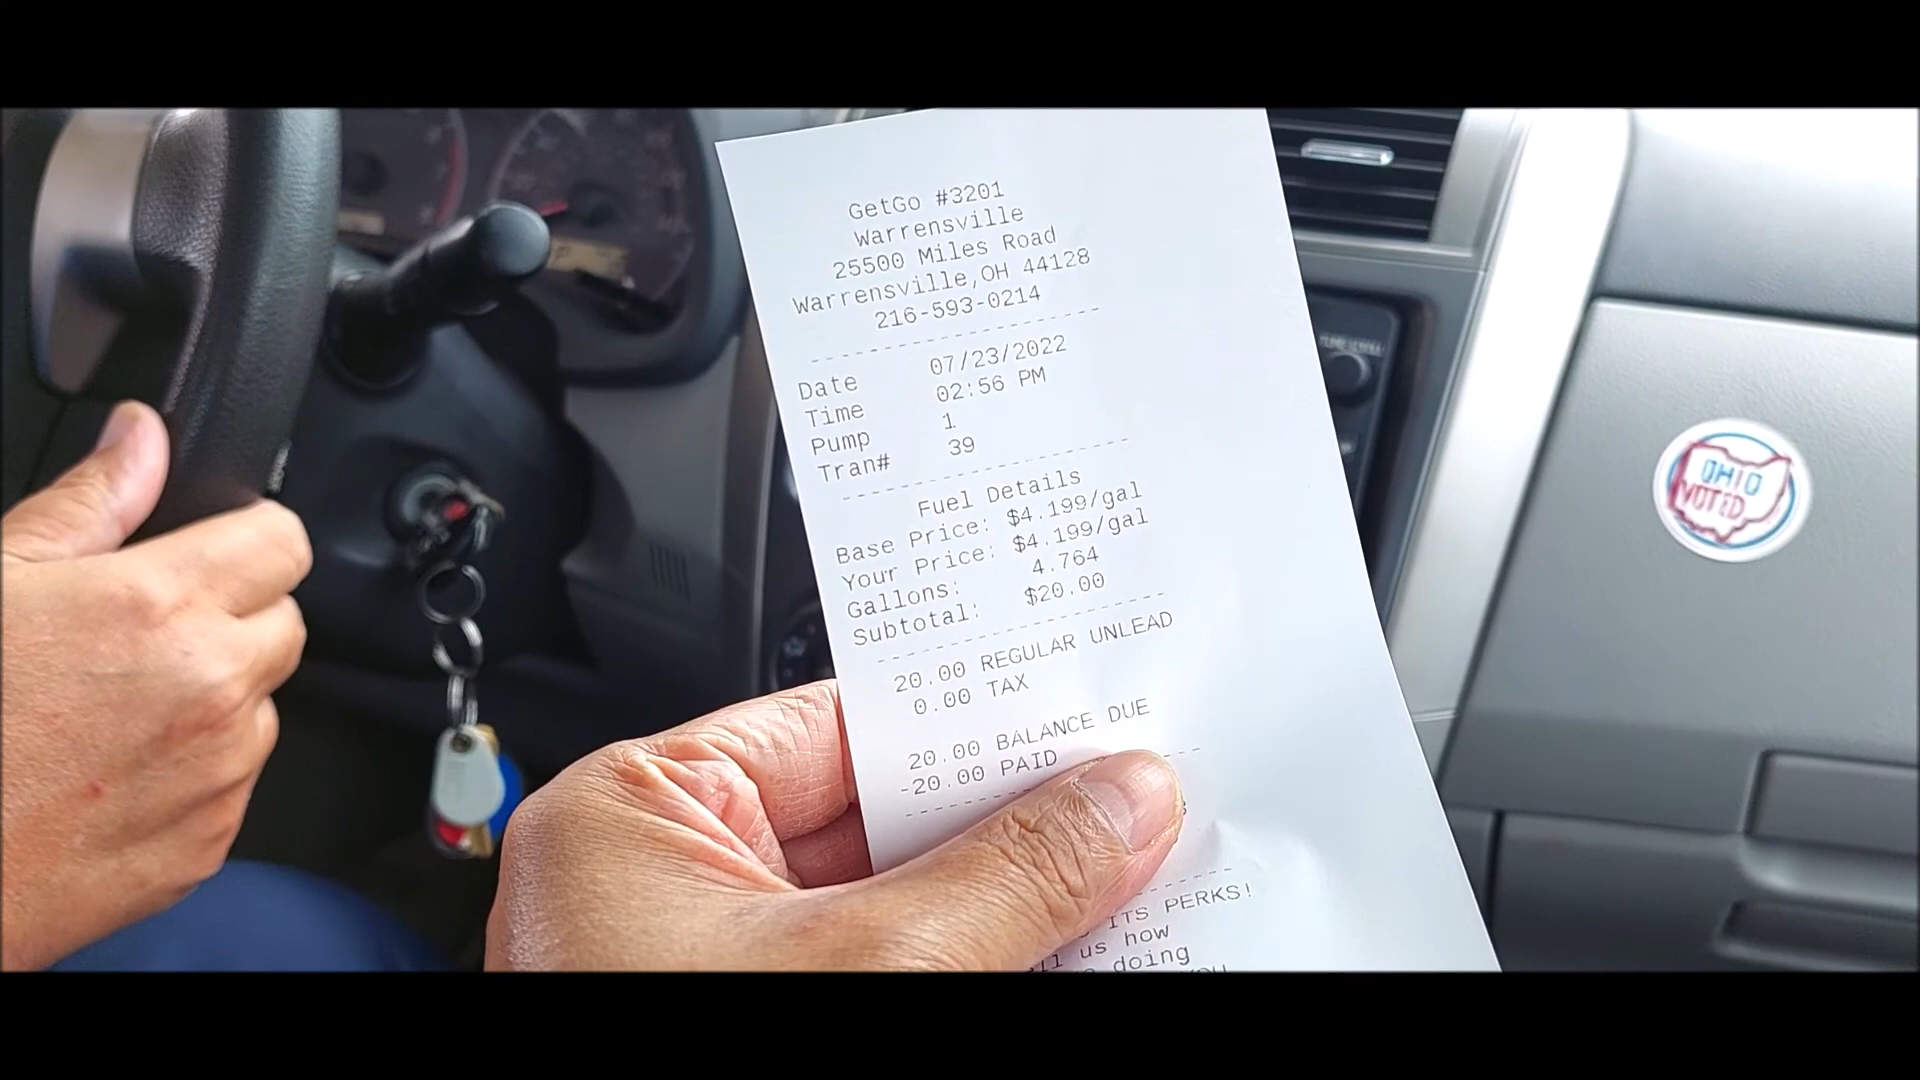 GetGo #3201
Warrensville
25500 Miles Road
Warrensville,OH 44128
216-593-0214
Date 07/23/2022
Time 02:56 PM
Pump 1
Tran# 39
Fuel Details
Base Price: $4.199/gal
Your Price: $4.199/gal
Gallons: 4.764
Subtotal: $20.00
20.00 REGULAR UNLEAD
0.00 TAX
20.00 BALANCE DUE
-20.00 PAID
ITS PERKS!
us how
doing
OHIO
VOTED